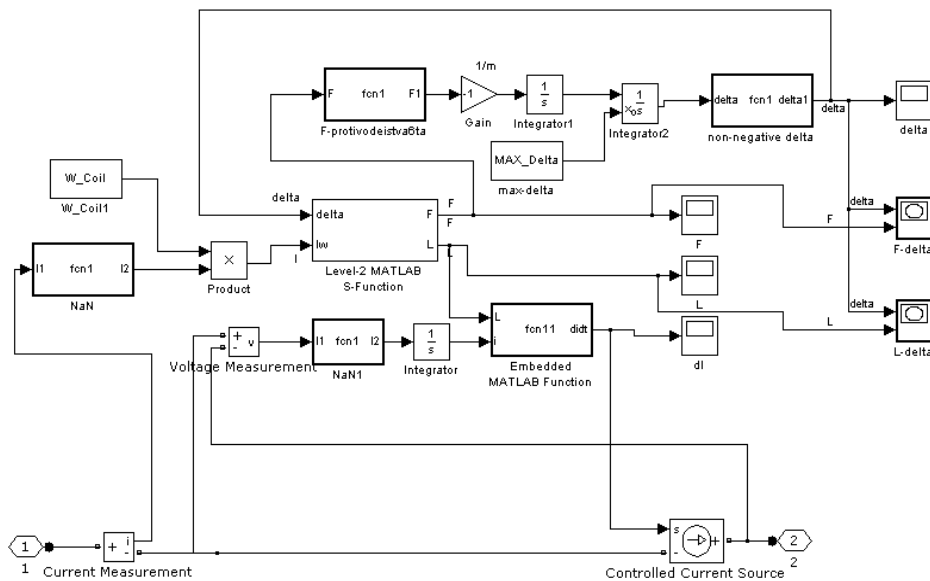 1/m
F fcn1 F1
-1
1
s
1
xo s
delta fcn1 delta1
delta
F-protivodeistva6ta
Gain
Integrator1
Integrator2
non-negative delta
delta
MAX_Delta
max-delta
W_Coil
W_Coil1
delta
delta
Iw
F
L
F
F
L
I
Level-2 MATLAB
S-Function
I1 fcn1 I2
NaN
×
Product
F
L
dI
delta
F
F-delta
delta
L
L-delta
+
-
v
Voltage Measurement
I1 fcn1 I2
NaN1
1
s
Integrator
L
i
fcn11
didt
Embedded
MATLAB Function
1
1
+
i
-
Current Measurement
s
-
+
Controlled Current Source
2
2